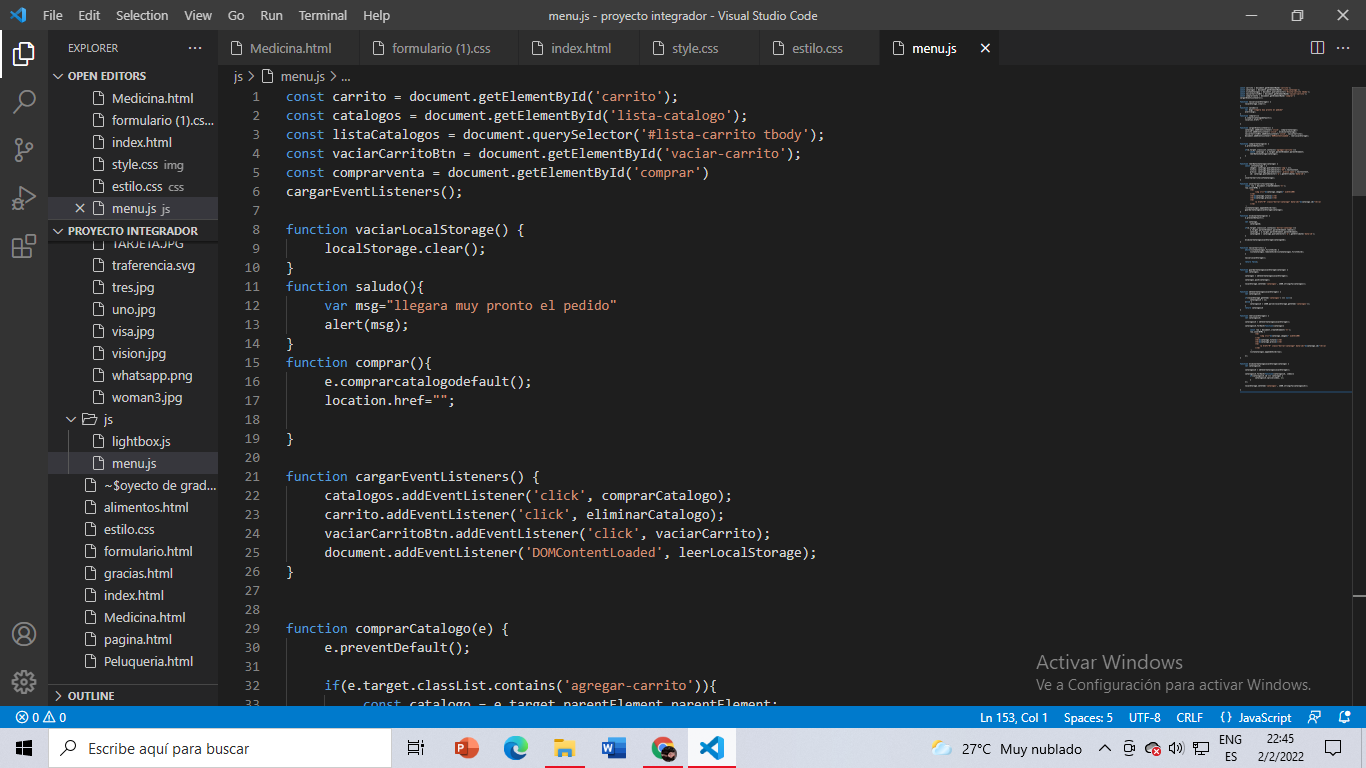 File Edit Selection View Go Run Terminal Help menu.js - proyecto integrador - Visual Studio Code
EXPLORER ···
Medicina.html formulario (1).css index.html style.css estilo.css menu.js
OPEN EDITORS
Medicina.html
formulario (1).cs...
index.html
style.css img
estilo.css css
menu.js js
PROYECTO INTEGRADOR
TARJETA.JPG
traferencia.svg
tres.jpg
uno.jpg
visa.jpg
vision.jpg
whatsapp.png
woman3.jpg
js
lightbox.js
menu.js
~$oyecto de grad...
alimentos.html
estilo.css
formulario.html
gracias.html
index.html
Medicina.html
pagina.html
Peluqueria.html
OUTLINE
js > menu.js > ...
1 const carrito = document.getElementById('carrito');
2 const catalogos = document.getElementById('lista-catalogo');
3 const listaCatalogos = document.querySelector('#lista-carrito tbody');
4 const vaciarCarritoBtn = document.getElementById('vaciar-carrito');
5 const comprarventa = document.getElementById('comprar')
6 cargarEventListeners();
7
8 function vaciarLocalStorage() {
9 localStorage.clear();
10 }
11 function saludo(){
12 var msg="llegara muy pronto el pedido"
13 alert(msg);
14 }
15 function comprar(){
16 e.comprarcatalogodefault();
17 location.href="";
18
19 }
20
21 function cargarEventListeners() {
22 catalogos.addEventListener('click', comprarCatalogo);
23 carrito.addEventListener('click', eliminarCatalogo);
24 vaciarCarritoBtn.addEventListener('click', vaciarCarrito);
25 document.addEventListener('DOMContentLoaded', leerLocalStorage);
26 }
27
28
29 function comprarCatalogo(e) {
30 e.preventDefault();
31
32 if(e.target.classList.contains('agregar-carrito')){
33 const catalogo = e.target.parentElement.parentElement;
Activar Windows
Ve a Configuración para activar Windows.
0 0 Ln 153, Col 1 Spaces: 5 UTF-8 CRLF {} JavaScript
Escribe aquí para buscar
27°C Muy nublado
ENG
ES
22:45
2/2/2022